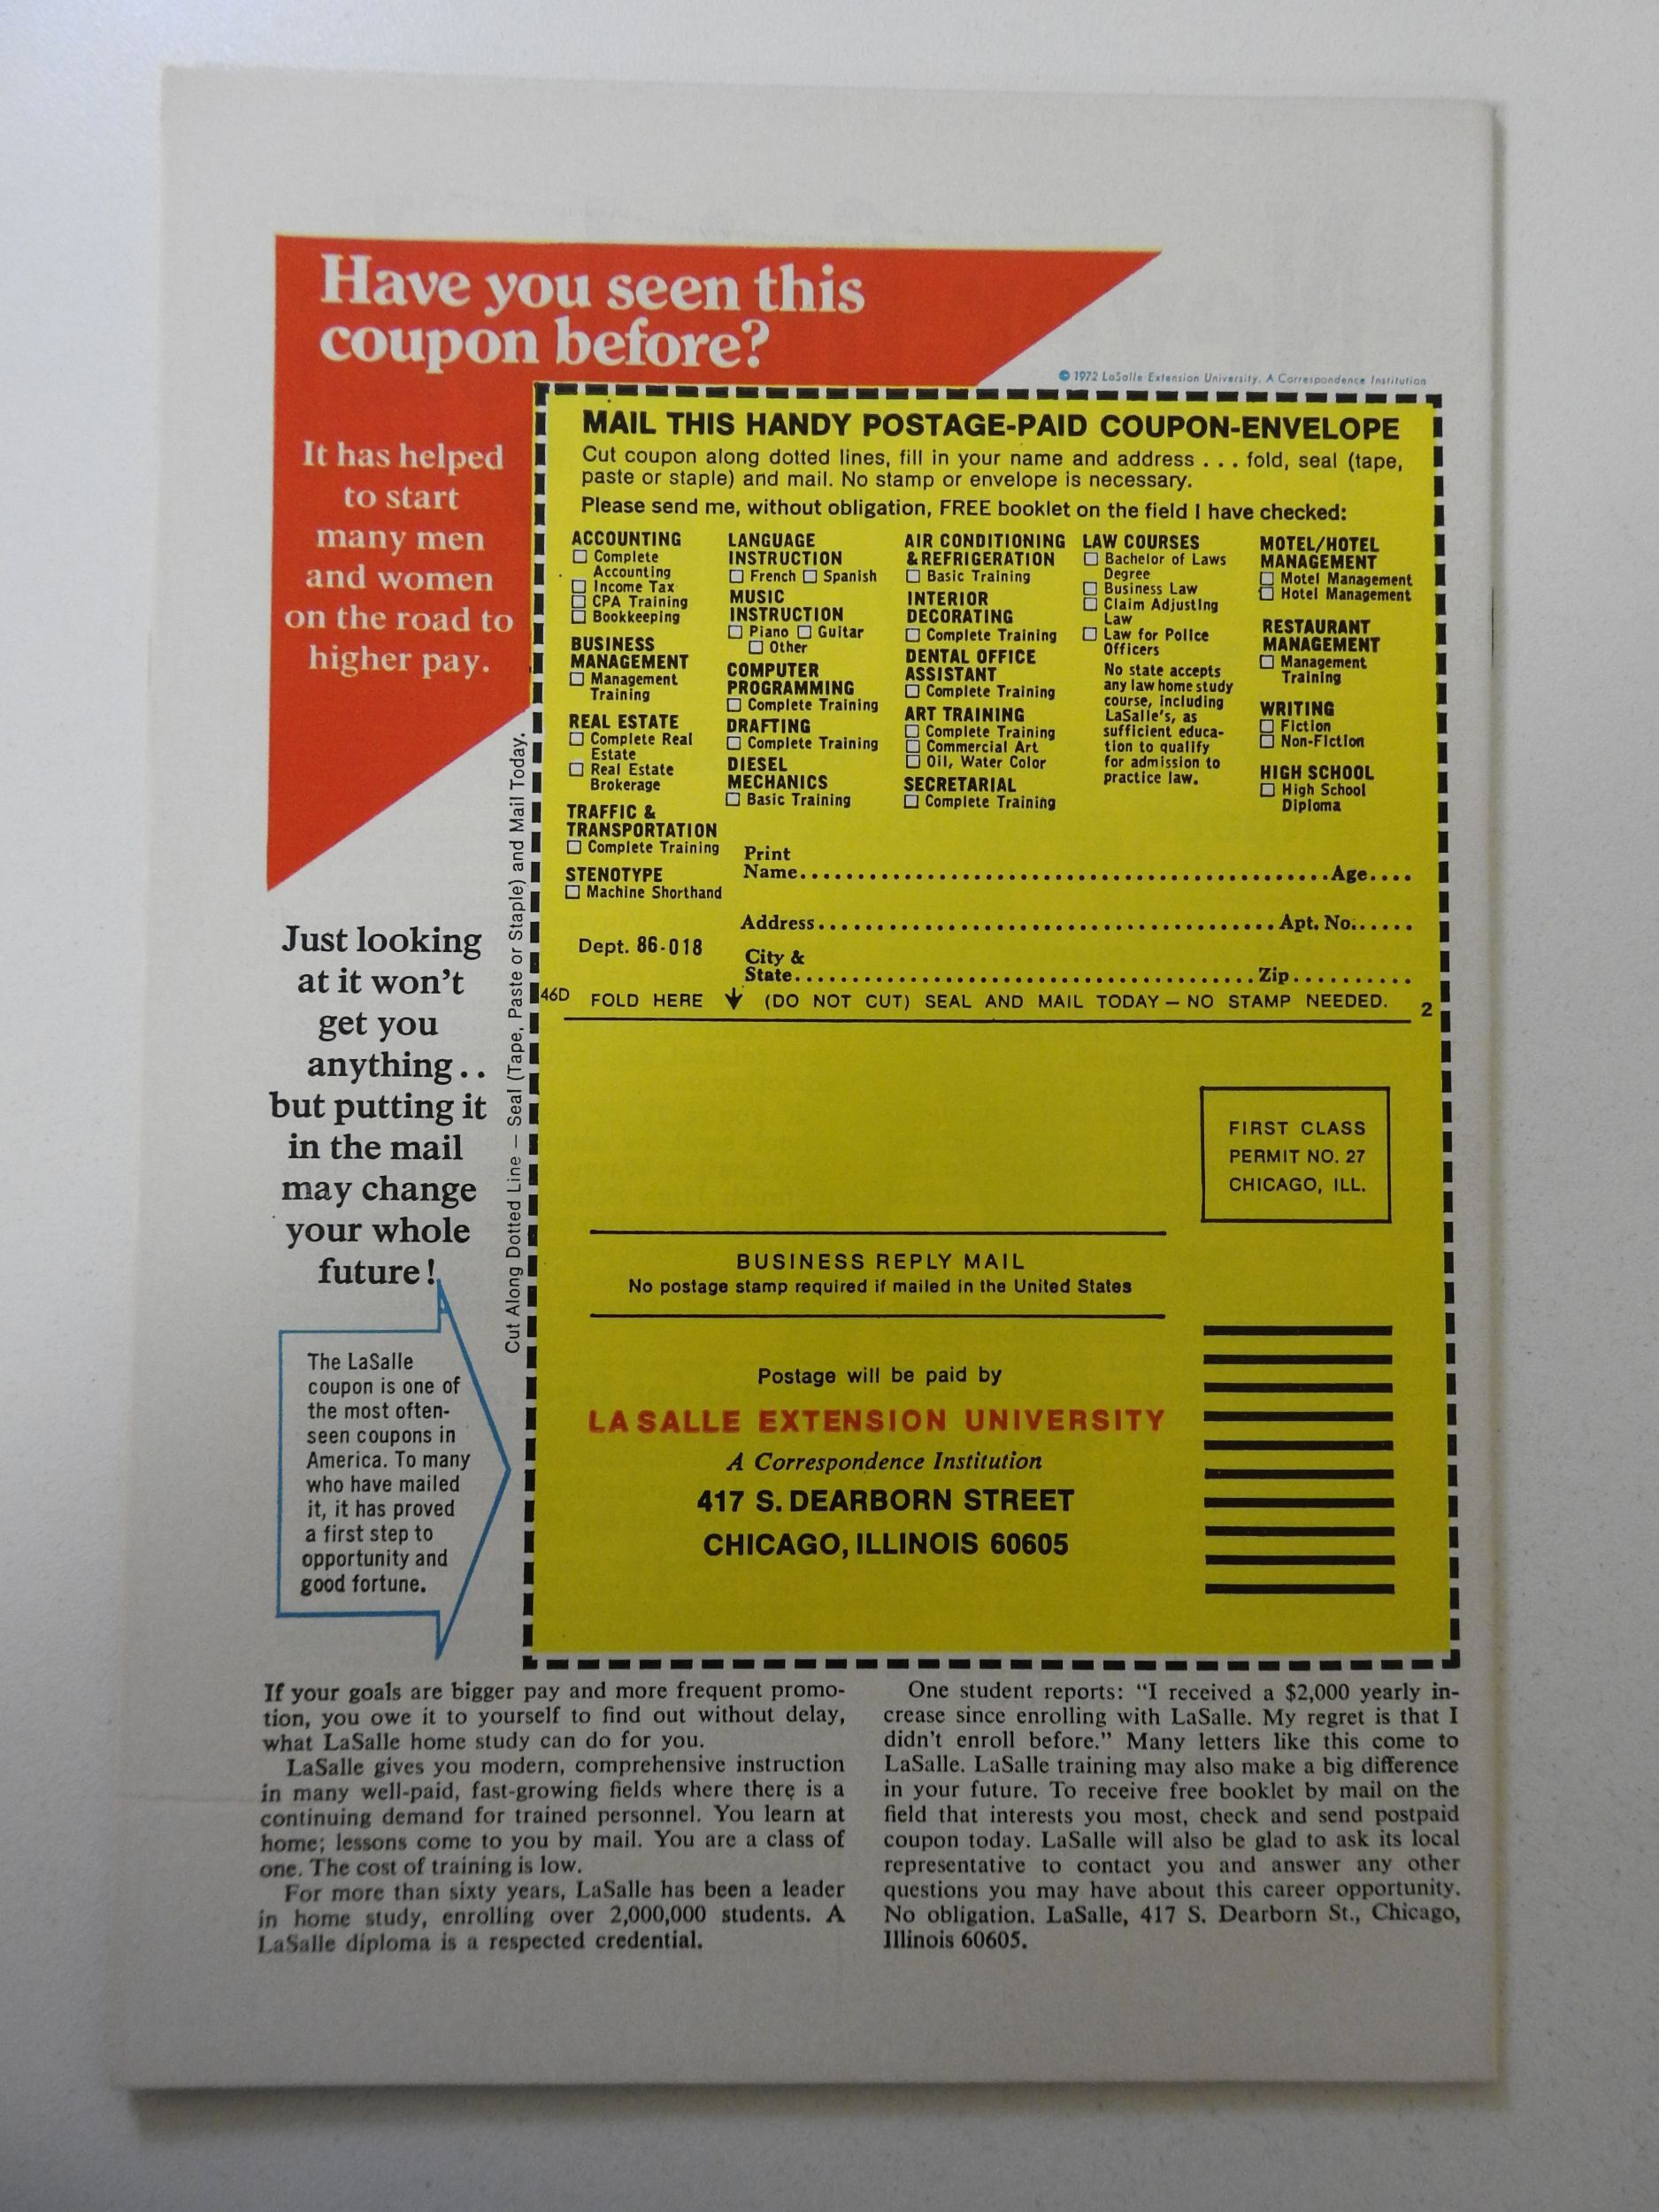 Have you seen this
coupon before?
It has helped
to start
many men
and women
on the road to
higher pay.
© 1972 LaSalle Extension University. A Correspondence Institution
MAIL THIS HANDY POSTAGE-PAID COUPON-ENVELOPE
Cut coupon along dotted lines, fill in your name and address . . . fold, seal (tape,
paste or staple) and mail. No stamp or envelope is necessary.
Please send me, without obligation, FREE booklet on the field I have checked:
ACCOUNTING
☐ Complete
Accounting
☐ Income Tax
☐ CPA Training
☐ Bookkeeping
BUSINESS
MANAGEMENT
☐ Management
Training
REAL ESTATE
☐ Complete Real
Estate
☐ Real Estate
Brokerage
TRAFFIC &
TRANSPORTATION
☐ Complete Training
STENOTYPE
☐ Machine Shorthand
LANGUAGE
INSTRUCTION
☐ French ☐ Spanish
MUSIC
INSTRUCTION
☐ Piano ☐ Guitar
☐ Other
COMPUTER
PROGRAMMING
☐ Complete Training
DRAFTING
☐ Complete Training
DIESEL
MECHANICS
☐ Basic Training
AIR CONDITIONING
& REFRIGERATION
☐ Basic Training
INTERIOR
DECORATING
☐ Complete Training
DENTAL OFFICE
ASSISTANT
☐ Complete Training
ART TRAINING
☐ Complete Training
☐ Commercial Art
☐ Oil, Water Color
SECRETARIAL
☐ Complete Training
LAW COURSES
☐ Bachelor of Laws
Degree
☐ Business Law
☐ Claim Adjusting
Law
☐ Law for Police
Officers
No state accepts
any law home study
course, including
LaSalle's, as
sufficient educa-
tion to qualify
for admission to
practice law.
MOTEL/HOTEL
MANAGEMENT
☐ Motel Management
☐ Hotel Management
RESTAURANT
MANAGEMENT
☐ Management
Training
WRITING
☐ Fiction
☐ Non-Fiction
HIGH SCHOOL
☐ High School
Diploma
Print
Name.......... Age....
Address.......... Apt. No......
Dept. 86-018
City &
State.......... Zip..........
46D FOLD HERE ↓ (DO NOT CUT) SEAL AND MAIL TODAY — NO STAMP NEEDED. 2
Cut Along Dotted Line — Seal (Tape, Paste or Staple) and Mail Today.
Just looking
at it won't
get you
anything . .
but putting it
in the mail
may change
your whole
future!
The LaSalle
coupon is one of
the most often-
seen coupons in
America. To many
who have mailed
it, it has proved
a first step to
opportunity and
good fortune.
FIRST CLASS
PERMIT NO. 27
CHICAGO, ILL.
BUSINESS REPLY MAIL
No postage stamp required if mailed in the United States
Postage will be paid by
LA SALLE EXTENSION UNIVERSITY
A Correspondence Institution
417 S. DEARBORN STREET
CHICAGO, ILLINOIS 60605
If your goals are bigger pay and more frequent promo-
tion, you owe it to yourself to find out without delay,
what LaSalle home study can do for you.
LaSalle gives you modern, comprehensive instruction
in many well-paid, fast-growing fields where there is a
continuing demand for trained personnel. You learn at
home; lessons come to you by mail. You are a class of
one. The cost of training is low.
For more than sixty years, LaSalle has been a leader
in home study, enrolling over 2,000,000 students. A
LaSalle diploma is a respected credential.
One student reports: “I received a $2,000 yearly in-
crease since enrolling with LaSalle. My regret is that I
didn't enroll before.” Many letters like this come to
LaSalle. LaSalle training may also make a big difference
in your future. To receive free booklet by mail on the
field that interests you most, check and send postpaid
coupon today. LaSalle will also be glad to ask its local
representative to contact you and answer any other
questions you may have about this career opportunity.
No obligation. LaSalle, 417 S. Dearborn St., Chicago,
Illinois 60605.